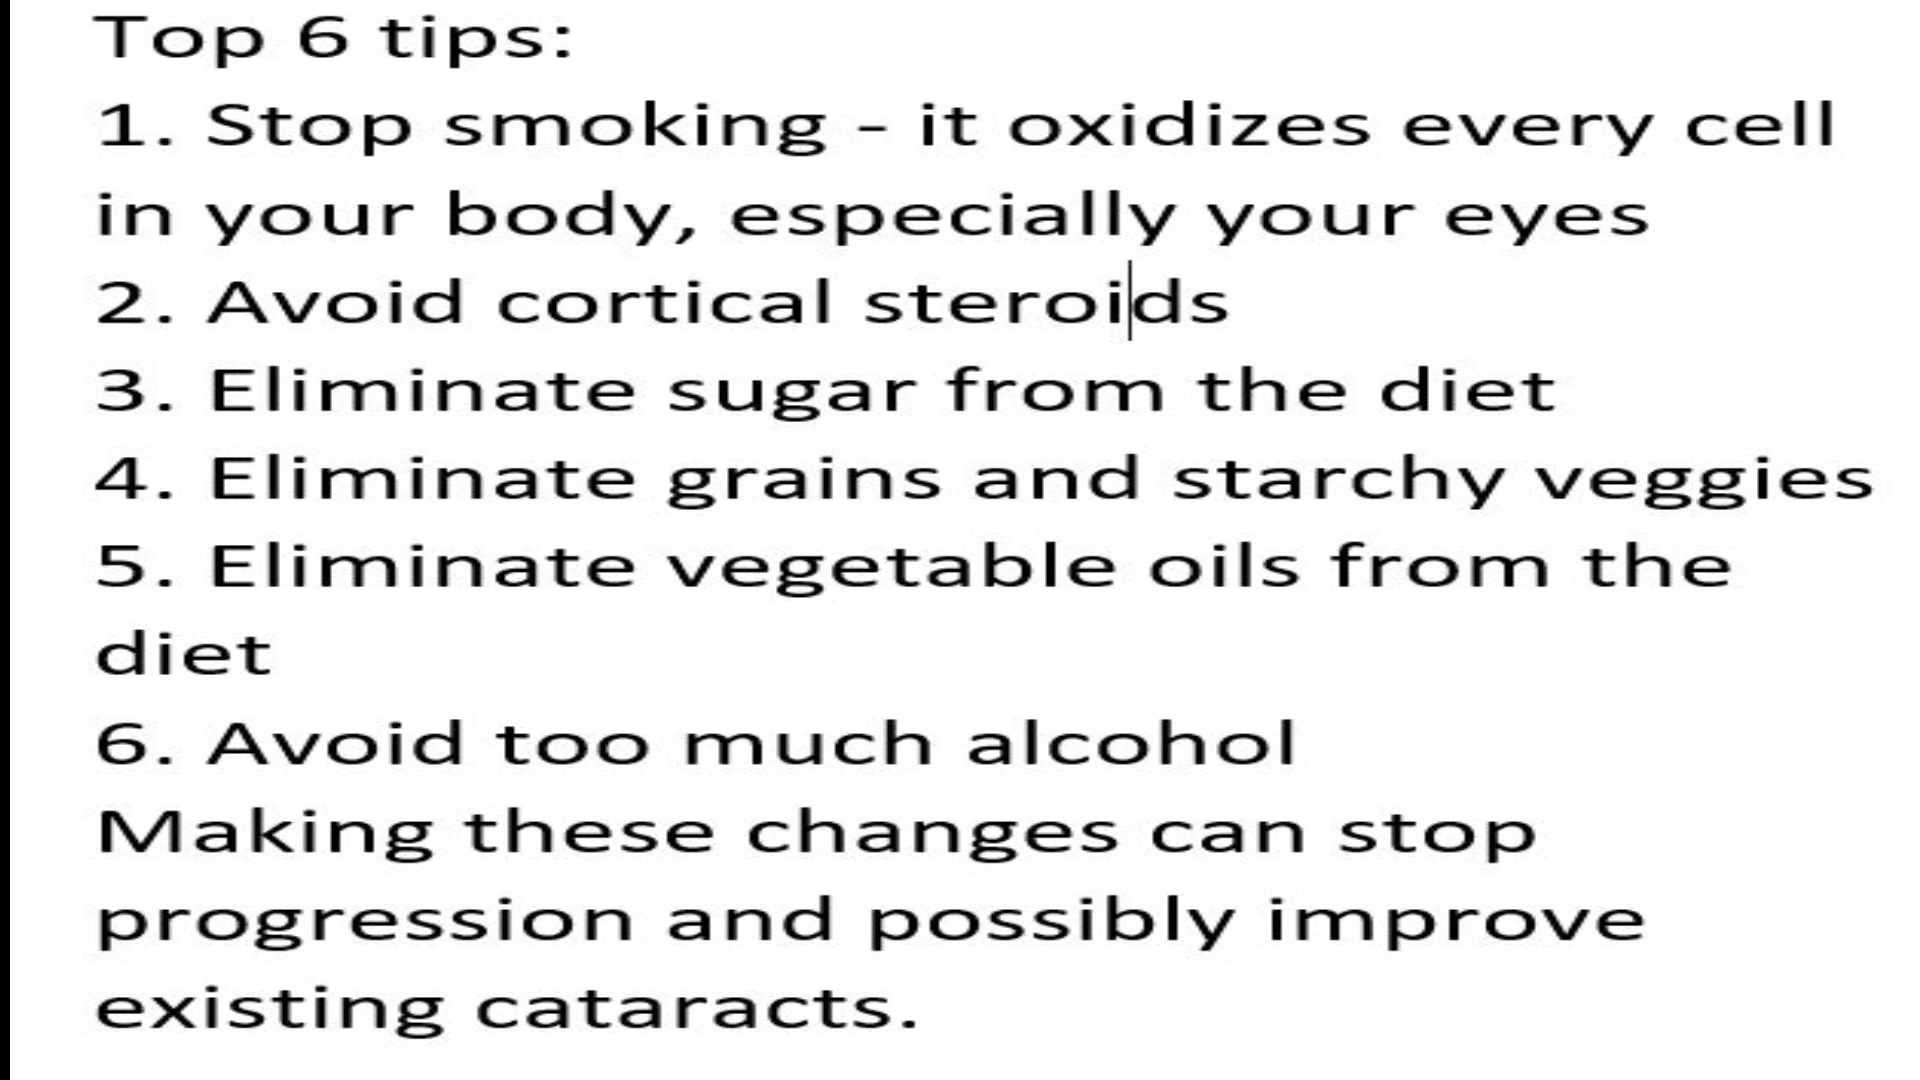 Top 6 tips:
1. Stop smoking - it oxidizes every cell
in your body, especially your eyes
2. Avoid cortical steroids
3. Eliminate sugar from the diet
4. Eliminate grains and starchy veggies
5. Eliminate vegetable oils from the
diet
6. Avoid too much alcohol
Making these changes can stop
progression and possibly improve
existing cataracts.